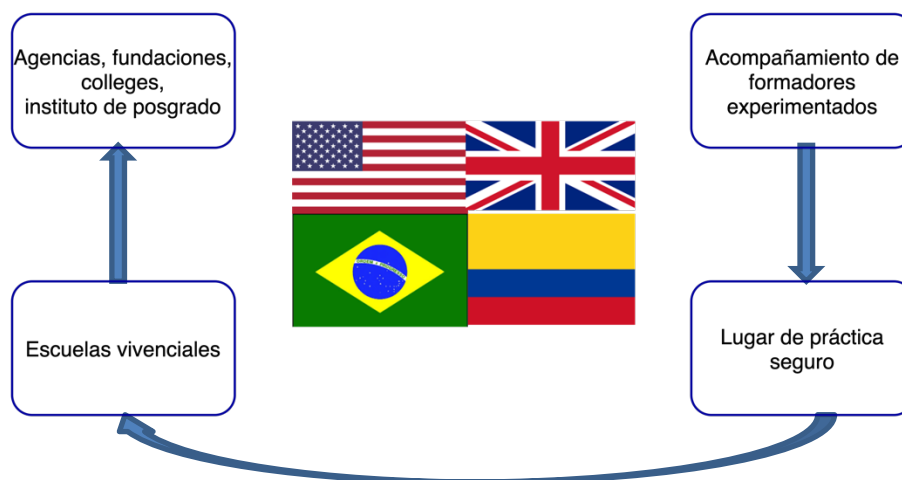 Agencias, fundaciones,
colleges,
instituto de posgrado
Acompañamiento de
formadores
experimentados
Escuelas vivenciales
Lugar de práctica
seguro